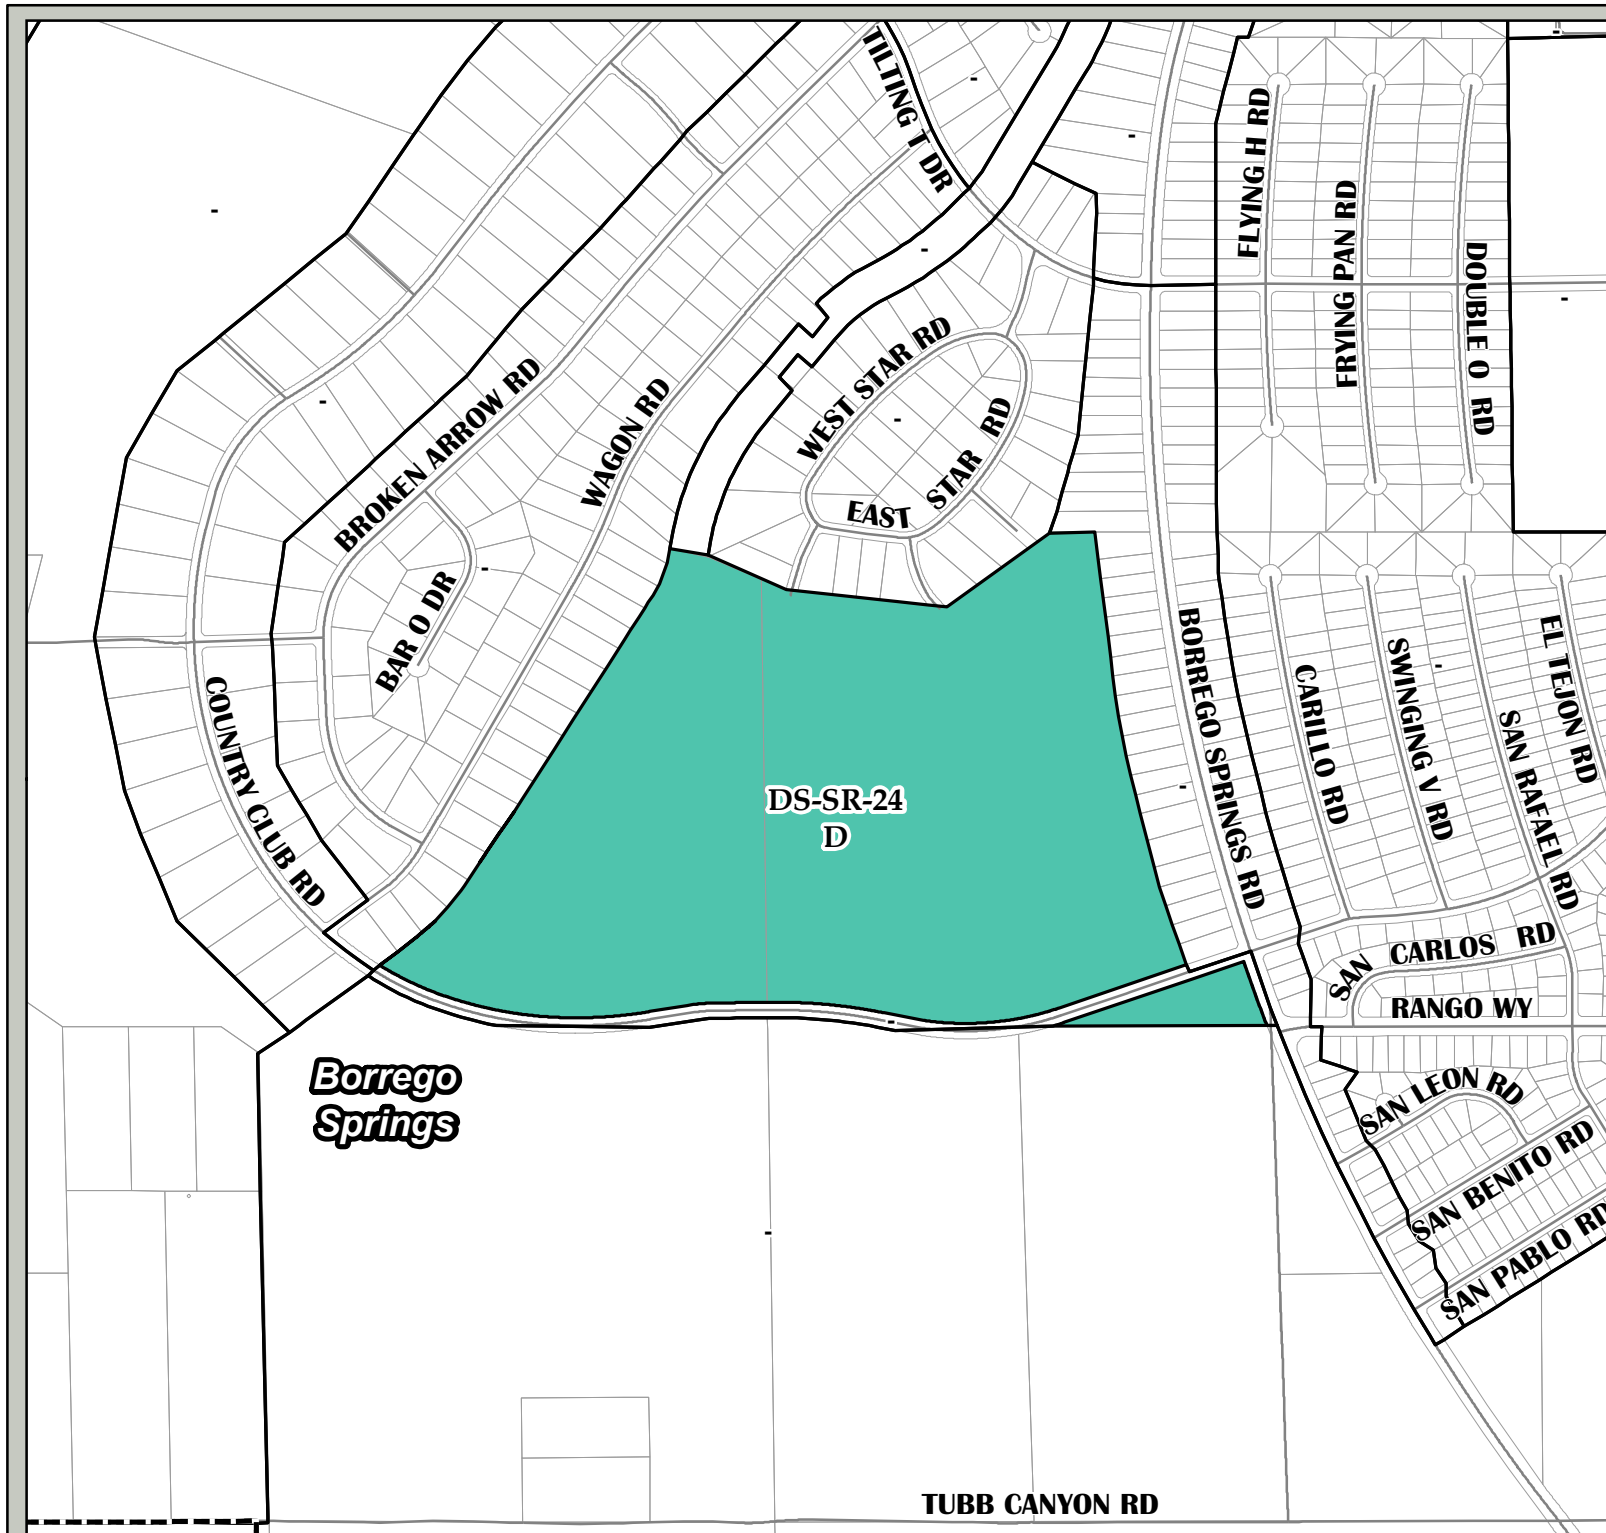 TILTING T DR
FLYING H RD
FRYING PAN RD
DOUBLE O RD
WEST STAR RD
EAST STAR RD
BROKEN ARROW RD
WAGON RD
BAR O DR
COUNTRY CLUB RD
BORREGO SPRINGS RD
CARILLO RD
SWINGING V RD
SAN RAFAEL RD
EL TEJON RD
DS-SR-24
D
SAN CARLOS RD
RANGO WY
Borrego
Springs
SAN LEON RD
SAN BENITO RD
SAN PABLO RD
TUBB CANYON RD